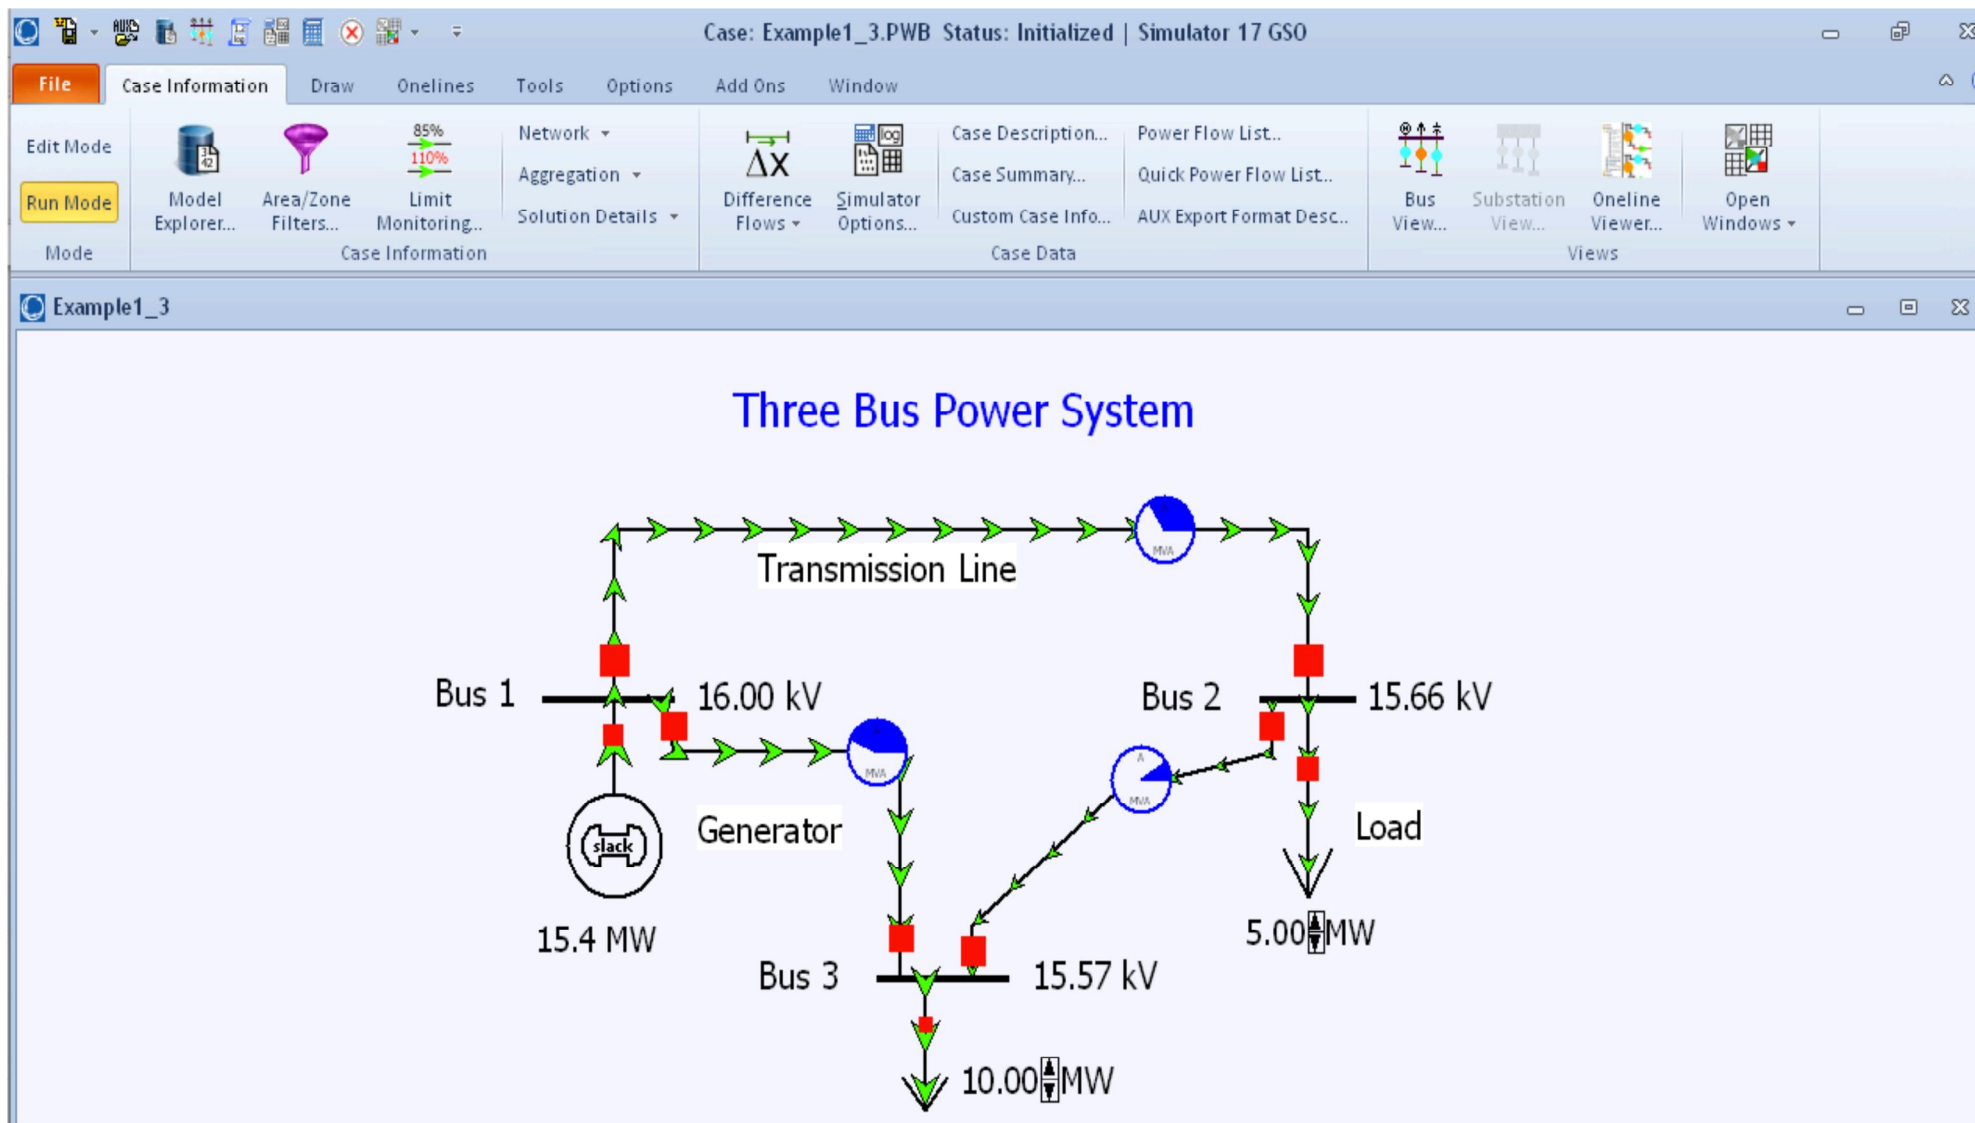 Case: Example1_3.PWB Status: Initialized | Simulator 17 GSO
File Case Information Draw Onelines Tools Options Add Ons Window
Edit Mode
Run Mode
Mode
Model
Explorer...
Area/Zone
Filters...
85%
110%
Limit
Monitoring...
Network
Aggregation
Solution Details
Case Information
ΔX
Difference
Flows
log
Simulator
Options...
Case Description...
Case Summary...
Custom Case Info...
Power Flow List...
Quick Power Flow List...
AUX Export Format Desc...
Case Data
Bus
View...
Substation
View...
Oneline
Viewer...
Views
Open
Windows
Example1_3
Three Bus Power System
MVA
Transmission Line
Bus 1
16.00 kV
Bus 2
15.66 kV
MVA
A
MVA
Generator
slack
Load
15.4 MW
5.00 MW
Bus 3
15.57 kV
10.00 MW